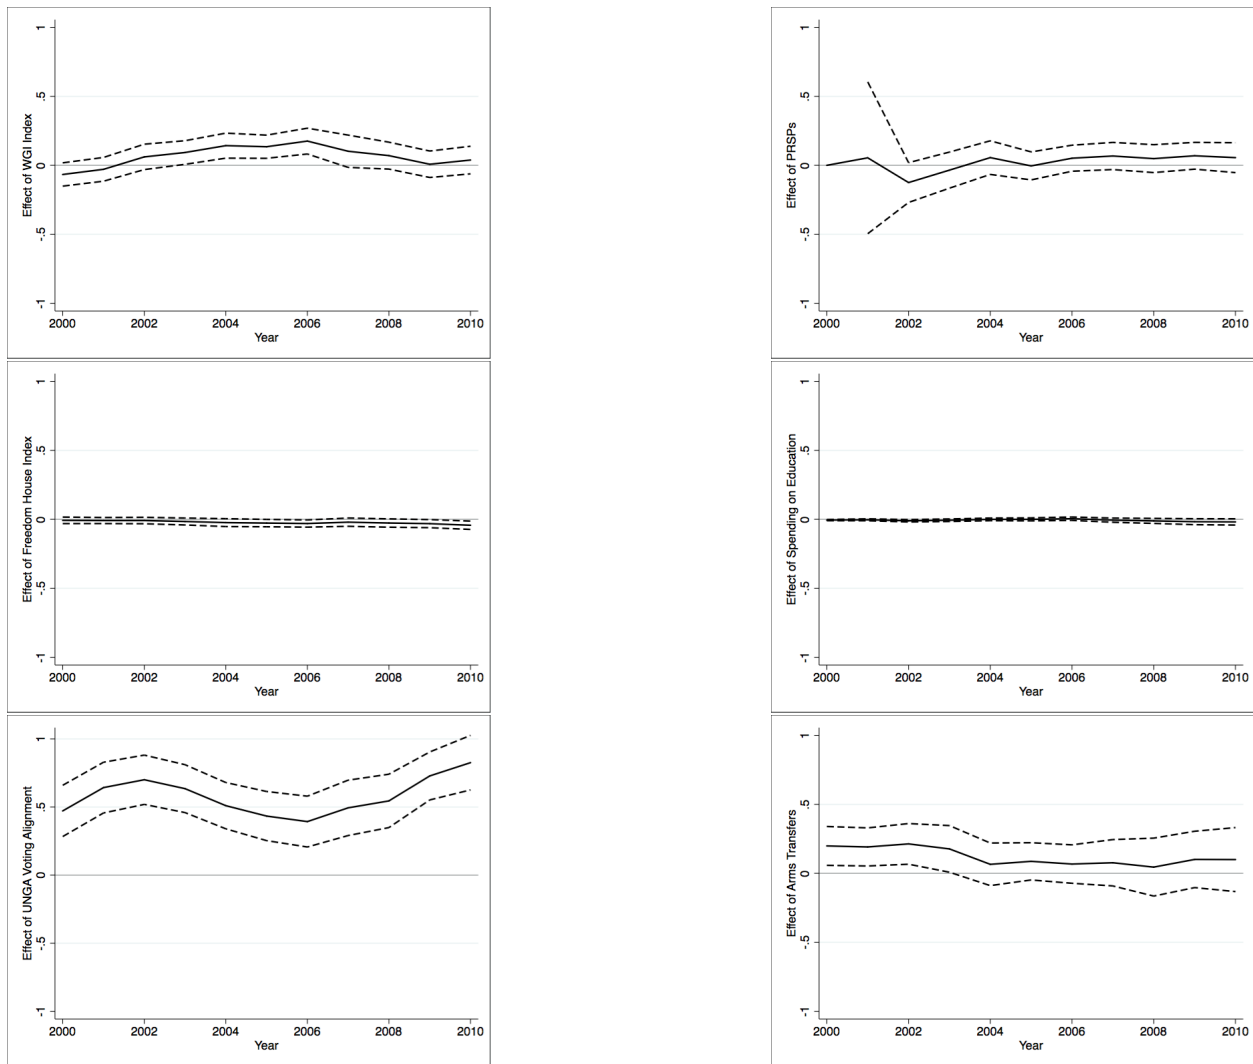 Effect of WGI Index
1
.5
0
-.5
-1
2000 2002 2004 2006 2008 2010
Year
Effect of PRSPs
1
.5
0
-.5
-1
2000 2002 2004 2006 2008 2010
Year
Effect of Freedom House Index
1
.5
0
-.5
-1
2000 2002 2004 2006 2008 2010
Year
Effect of Spending on Education
1
.5
0
-.5
-1
2000 2002 2004 2006 2008 2010
Year
Effect of UNGA Voting Alignment
1
.5
0
-.5
-1
2000 2002 2004 2006 2008 2010
Year
Effect of Arms Transfers
1
.5
0
-.5
-1
2000 2002 2004 2006 2008 2010
Year